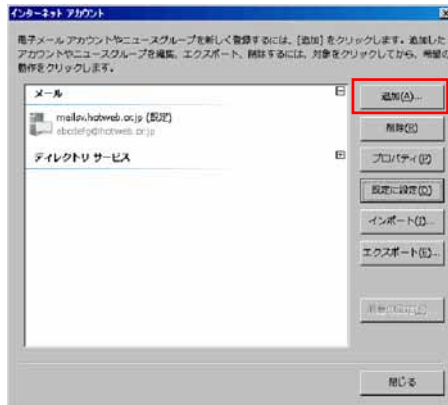 インターネット アカウント
電子メール アカウントやニュースグループを新しく登録するには、[追加] をクリックします。追加した
アカウントやニュースグループを編集、エクスポート、削除するには、対象をクリックしてから、希望の
動作をクリックします。
メール
mailsv.hotweb.or.jp (既定)
abcdefg@hotweb.or.jp
ディレクトリ サービス
追加(A)...
削除(R)
プロパティ(P)
既定に設定(D)
インポート(I)...
エクスポート(E)...
閉じる